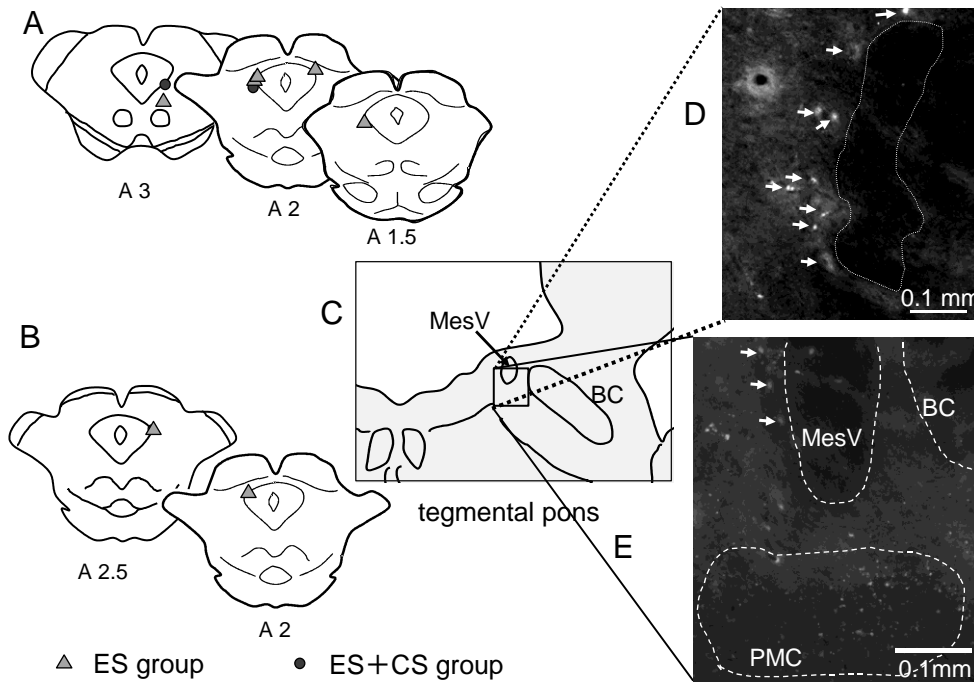 A
A 3
A 2
A 1.5
B
A 2.5
A 2
ES group
ES+CS group
C
MesV
BC
tegmental pons
D
0.1 mm
E
MesV
BC
PMC
0.1mm